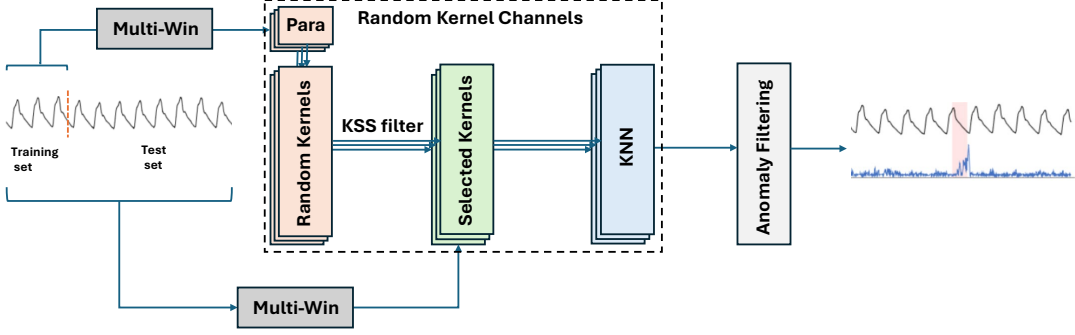 Random Kernel Channels
Multi-Win
Para
Random Kernels
KSS filter
Selected Kernels
KNN
Anomaly Filtering
Training
set
Test
set
Multi-Win